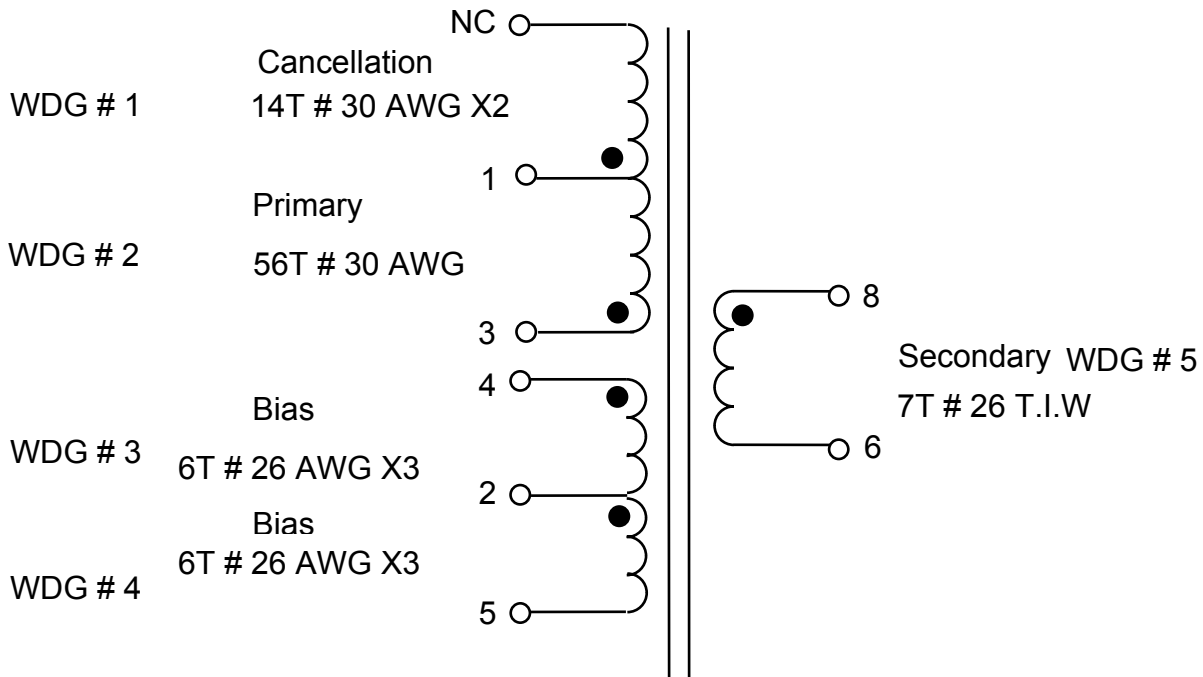 NC
Cancellation
WDG # 1
14T # 30 AWG X2
1
Primary
WDG # 2
56T # 30 AWG
3
8
4
Secondary WDG # 5
Bias
7T # 26 T.I.W
WDG # 3
6T # 26 AWG X3
6
2
Bias
6T # 26 AWG X3
WDG # 4
5